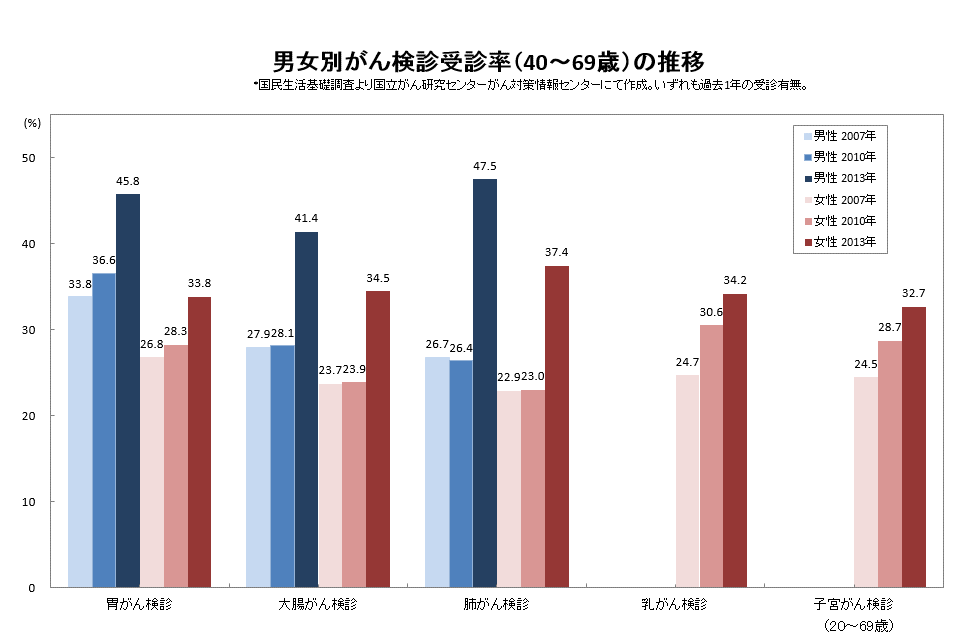 男女別がん検診受診率(40～69歳)の推移
*国民生活基礎調査より国立がん研究センターがん対策情報センターにて作成。いずれも過去1年の受診有無。
(%)
50
40
30
20
10
0
男性 2007年
男性 2010年
男性 2013年
女性 2007年
女性 2010年
女性 2013年
33.8 36.6 45.8 26.8 28.3 33.8
27.9 28.1 41.4 23.7 23.9 34.5
26.7 26.4 47.5 22.9 23.0 37.4
24.7 30.6 34.2
24.5 28.7 32.7
胃がん検診
大腸がん検診
肺がん検診
乳がん検診
子宮がん検診
(20～69歳)